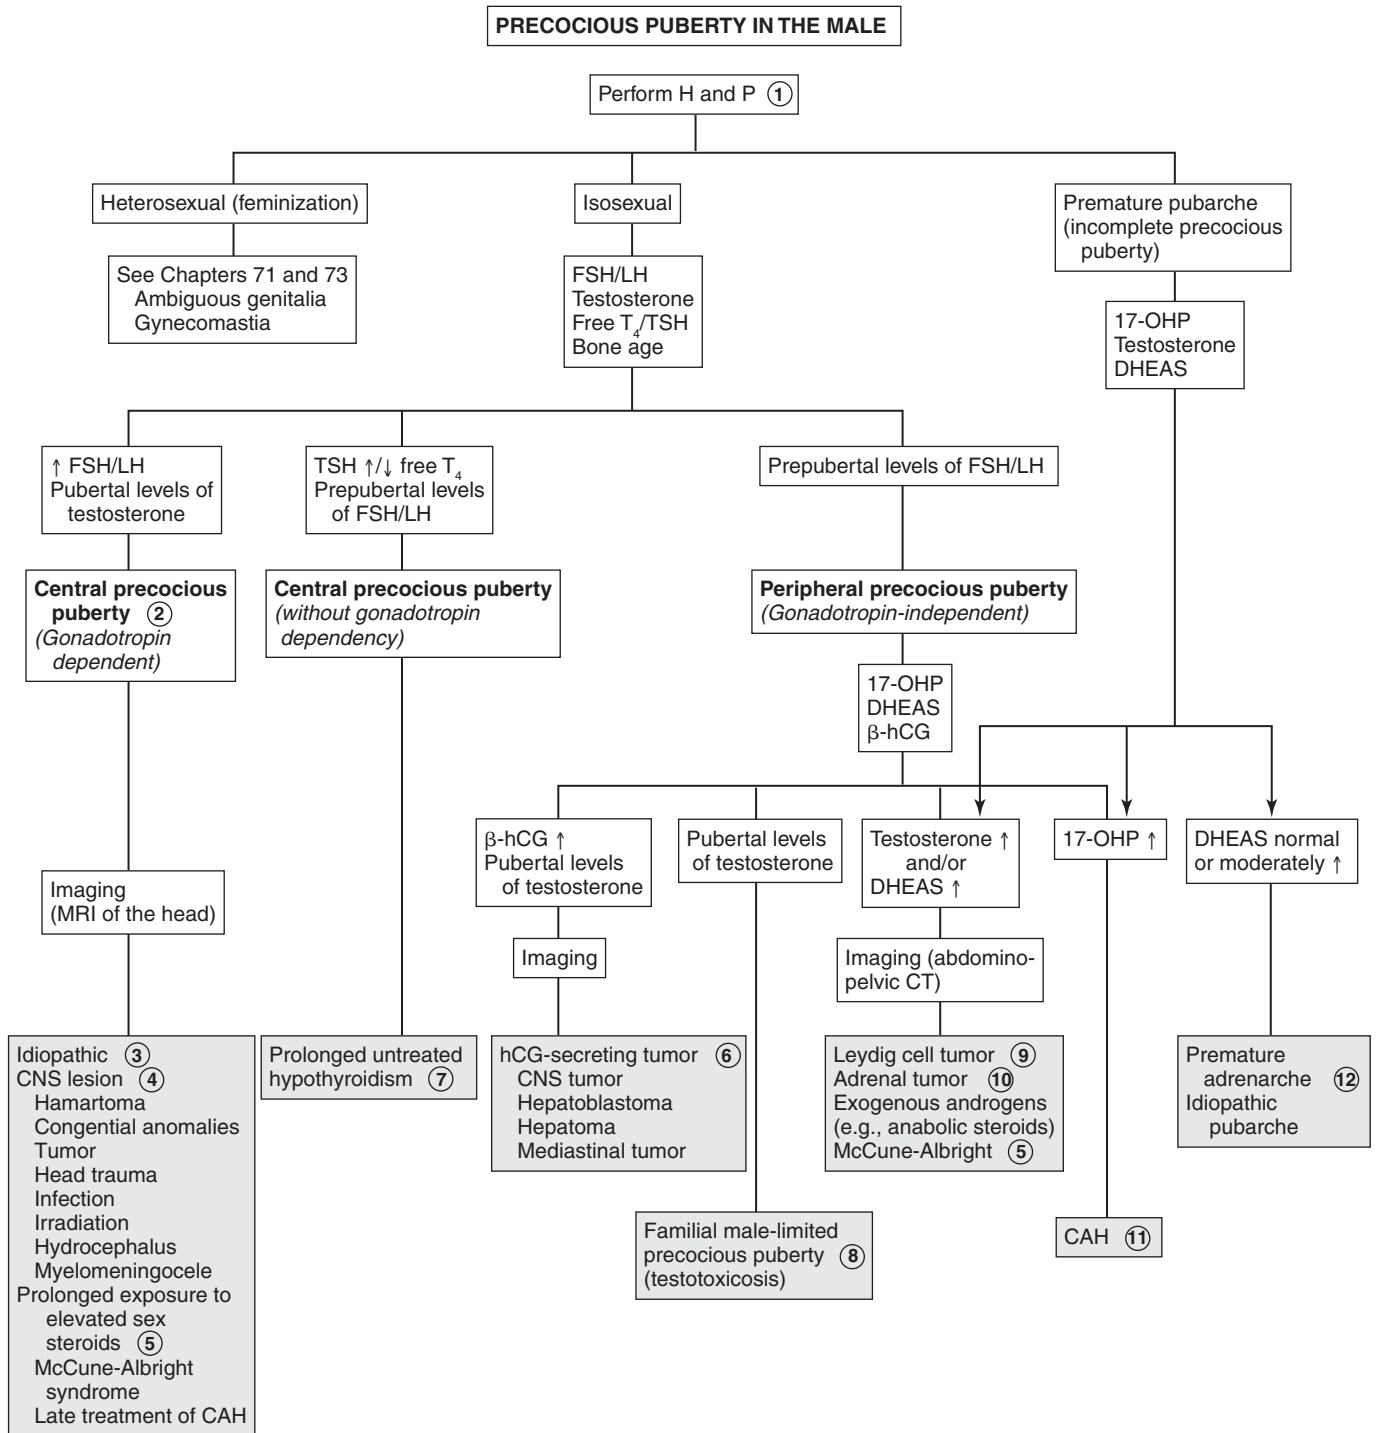 PRECOCIOUS PUBERTY IN THE MALE
Perform H and P 1
Heterosexual (feminization)
See Chapters 71 and 73
Ambiguous genitalia
Gynecomastia
Isosexual
FSH/LH
Testosterone
Free T4/TSH
Bone age
Premature pubarche
(incomplete precocious
puberty)
17-OHP
Testosterone
DHEAS
↑ FSH/LH
Pubertal levels of
testosterone
TSH ↑/↓ free T4
Prepubertal levels
of FSH/LH
Prepubertal levels of FSH/LH
Central precocious
puberty 2
(Gonadotropin
dependent)
Central precocious puberty
(without gonadotropin
dependency)
Peripheral precocious puberty
(Gonadotropin-independent)
17-OHP
DHEAS
β-hCG
Imaging
(MRI of the head)
β-hCG ↑
Pubertal levels
of testosterone
Pubertal levels
of testosterone
Testosterone ↑
and/or
DHEAS ↑
17-OHP ↑
DHEAS normal
or moderately ↑
Imaging
Imaging (abdomino-
pelvic CT)
Idiopathic 3
CNS lesion 4
Hamartoma
Congential anomalies
Tumor
Head trauma
Infection
Irradiation
Hydrocephalus
Myelomeningocele
Prolonged exposure to
elevated sex
steroids 5
McCune-Albright
syndrome
Late treatment of CAH
Prolonged untreated
hypothyroidism 7
hCG-secreting tumor 6
CNS tumor
Hepatoblastoma
Hepatoma
Mediastinal tumor
Familial male-limited
precocious puberty 8
(testotoxicosis)
Leydig cell tumor 9
Adrenal tumor 10
Exogenous androgens
(e.g., anabolic steroids)
McCune-Albright 5
CAH 11
Premature
adrenarche 12
Idiopathic
pubarche